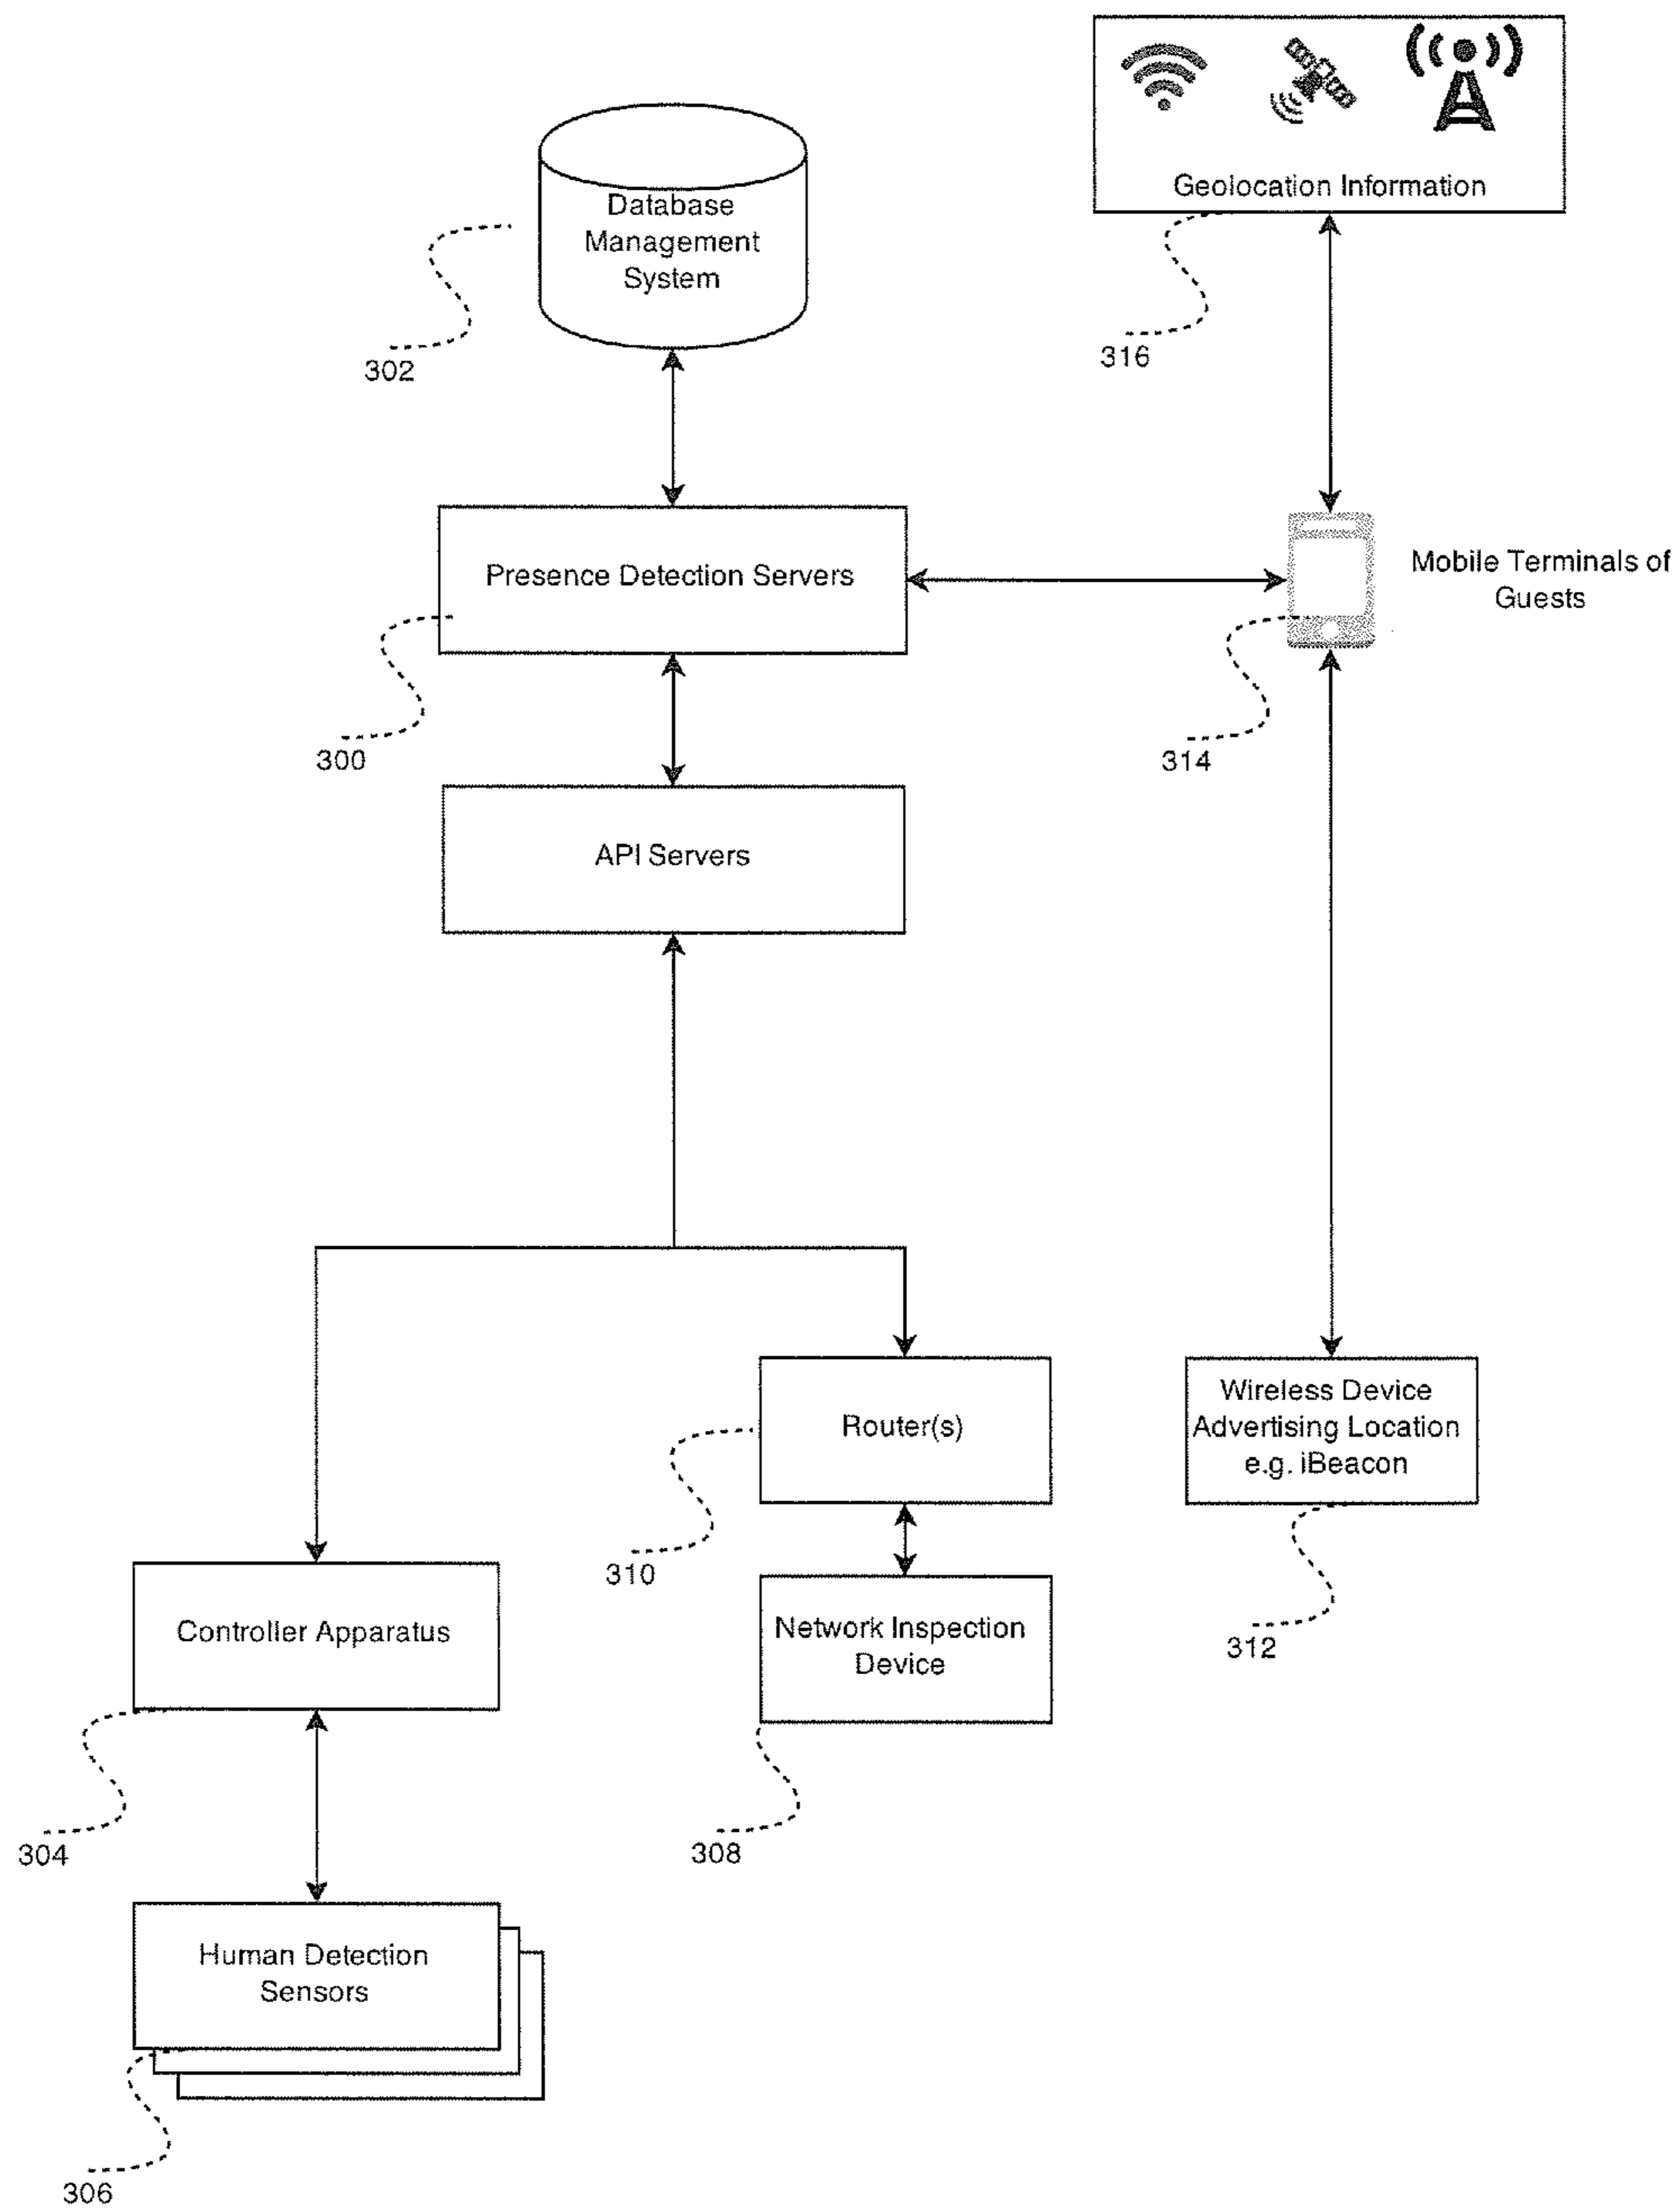 Geolocation Information
Database
Management
System
302
316
Presence Detection Servers
Mobile Terminals of
Guests
300
314
API Servers
Router(s)
Wireless Device
Advertising Location
e.g. iBeacon
310
Controller Apparatus
Network Inspection
Device
312
304
308
Human Detection
Sensors
306